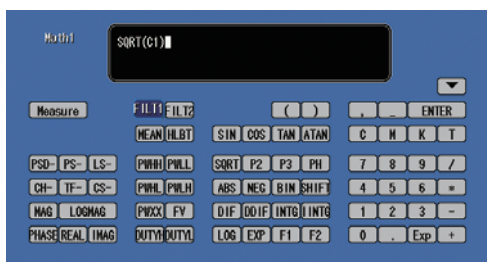 Math1
SQRT(C1)
Measure FILT1 FILT2 ( ) , _ ENTER
MEAN HLBT SIN COS TAN ATAN C M K T
PSD- PS- LS- PWHH PWLL SQRT P2 P3 PH 7 8 9 /
CH- TF- CS- PWHL PWLH ABS NEG BIN SHIFT 4 5 6 *
MAG LOGMAG PWXX FV DIF DDIF INTG IINTG 1 2 3 -
PHASE REAL IMAG DUTYH DUTYL LOG EXP F1 F2 0 . Exp +